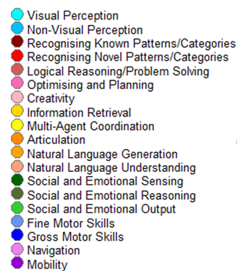 Visual Perception
Non-Visual Perception
Recognising Known Patterns/Categories
Recognising Novel Patterns/Categories
Logical Reasoning/Problem Solving
Optimising and Planning
Creativity
Information Retrieval
Multi-Agent Coordination
Articulation
Natural Language Generation
Natural Language Understanding
Social and Emotional Sensing
Social and Emotional Reasoning
Social and Emotional Output
Fine Motor Skills
Gross Motor Skills
Navigation
Mobility